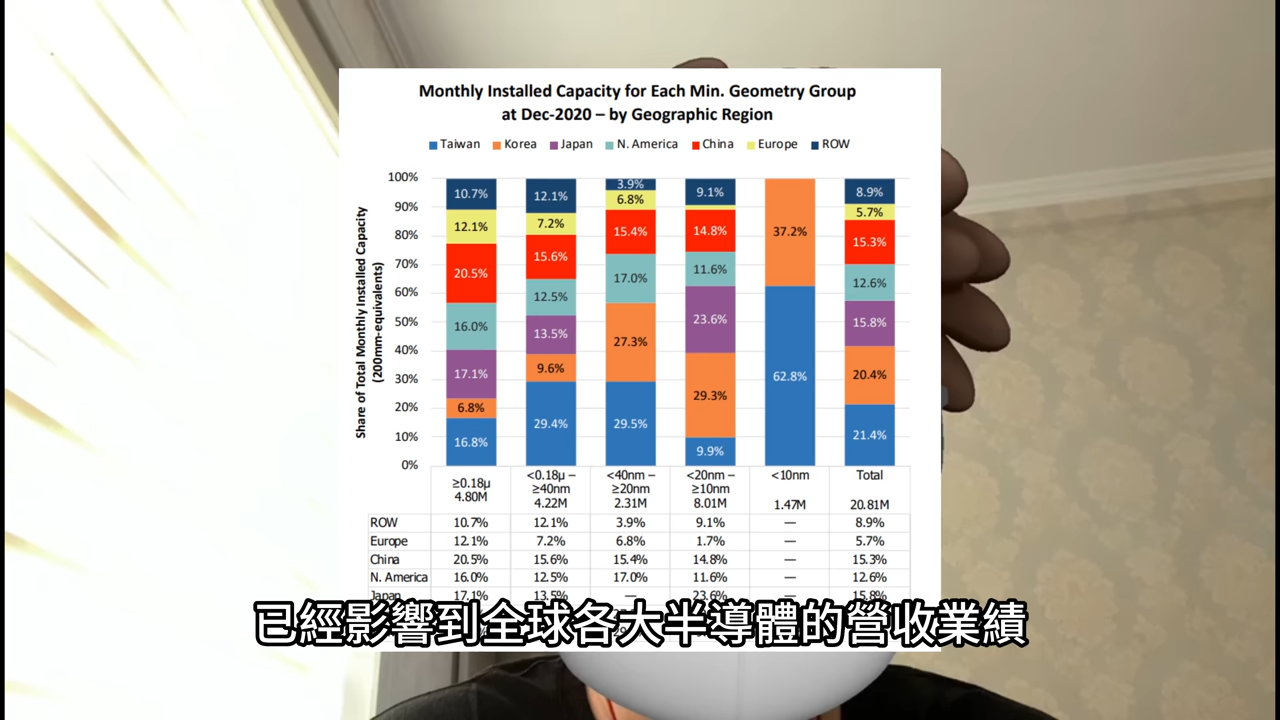 Monthly Installed Capacity for Each Min. Geometry Group
at Dec-2020 – by Geographic Region
Taiwan Korea Japan N. America China Europe ROW
Share of Total Monthly Installed Capacity
(200mm-equivalents)
100%
90%
80%
70%
60%
50%
40%
30%
20%
10%
0%
10.7%
12.1%
20.5%
16.0%
17.1%
6.8%
16.8%
12.1%
7.2%
15.6%
12.5%
13.5%
9.6%
29.4%
3.9%
6.8%
15.4%
17.0%
27.3%
29.5%
9.1%
14.8%
11.6%
23.6%
29.3%
9.9%
37.2%
62.8%
8.9%
5.7%
15.3%
12.6%
15.8%
20.4%
21.4%
≥0.18µ
4.80M
<0.18µ –
≥40nm
4.22M
<40nm –
≥20nm
2.31M
<20nm –
≥10nm
8.01M
<10nm
1.47M
Total
20.81M
ROW 10.7% 12.1% 3.9% 9.1% — 8.9%
Europe 12.1% 7.2% 6.8% 1.7% — 5.7%
China 20.5% 15.6% 15.4% 14.8% — 15.3%
N. America 16.0% 12.5% 17.0% 11.6% — 12.6%
Japan 17.1% 13.5% — 23.6% — 15.8%
已經影響到全球各大半導體的營收業績